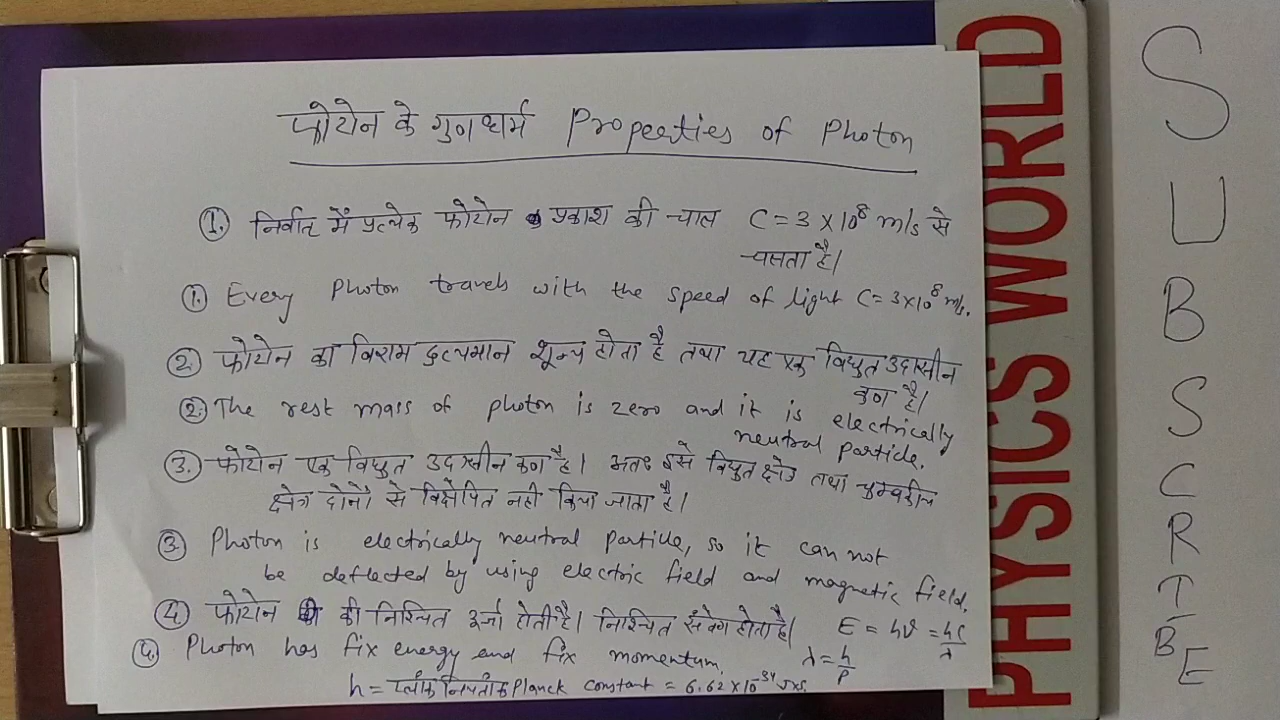 फोटोन के गुणधर्म Properties of Photon
①. निर्वात् में प्रत्येक फोटोन प्रकाश की चाल C = 3 × 10⁸ m/s से
चलता है।
①. Every Photon travels with the speed of light C = 3×10⁸ m/s.
②. फोटोन का विराम द्रव्यमान शून्य होता है तथा यह एक विद्युत उदासीन
कण है।
②. The rest mass of photon is zero and it is electrically
neutral particle.
③. फोटोन एक विद्युत उदासीन कण है। अतः इसे विद्युत क्षेत्र तथा चुम्बकीय
क्षेत्र दोनों से विक्षेपित नही किया जाता है।
③. Photon is electrically neutral particle, so it can not
be deflected by using electric field and magnetic field.
④. फोटोन की निश्चित ऊर्जा होती है। निश्चित संवेग होता है। E = hν = hc/λ
④. Photon has fix energy and fix momentum. λ = h/p
h = प्लांक नियतांक Planck constant = 6.62×10⁻³⁴ J×s.
PHYSICS WORLD
SUBSCRIBE